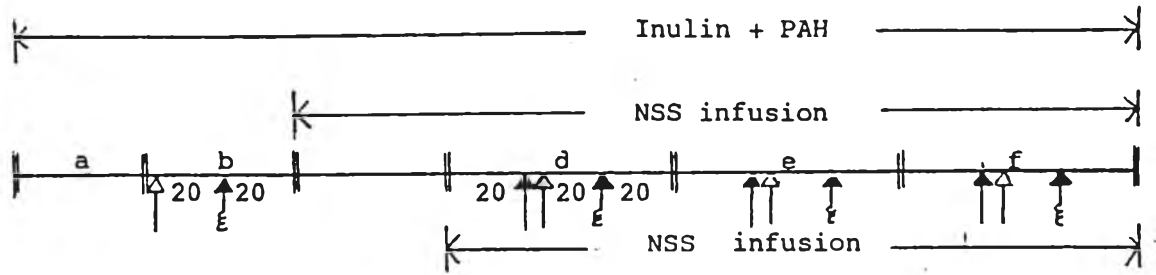 Inulin + PAH
NSS infusion
a b d e f
20 20 20 20 20
ξ ξ ξ ξ
NSS infusion